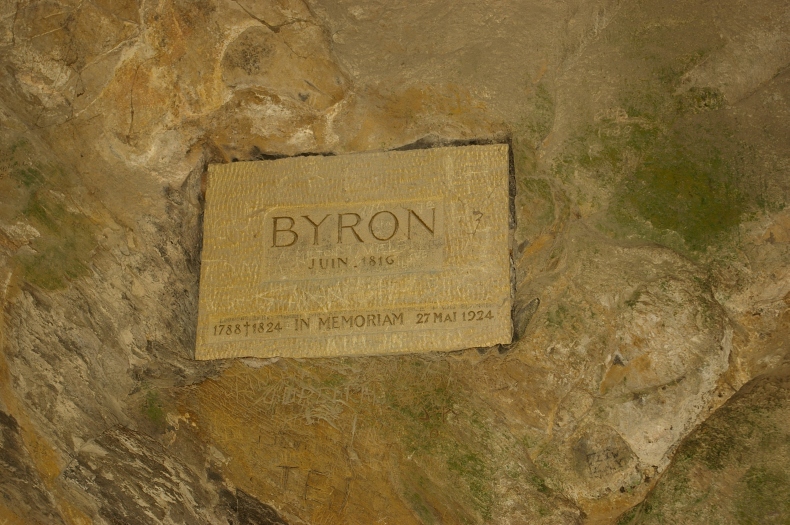 BYRON
JUIN. 1816
1788†1824 IN MEMORIAM 27 MAI 1924